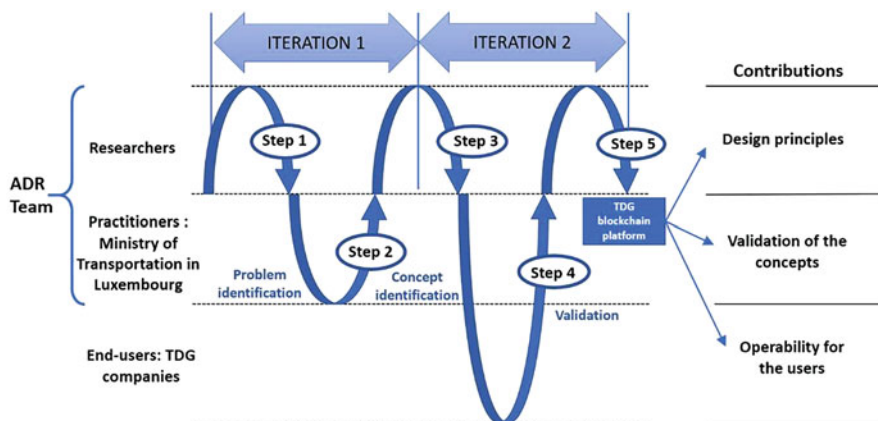 ITERATION 1
ITERATION 2
Contributions
ADR
Team
Researchers
Step 1
Step 3
Step 5
Design principles
Practitioners :
Ministry of
Transportation in
Luxembourg
Problem
identification
Step 2
Concept
identification
Step 4
Validation
TDG
blockchain
platform
Validation of the
concepts
End-users: TDG
companies
Operability for
the users